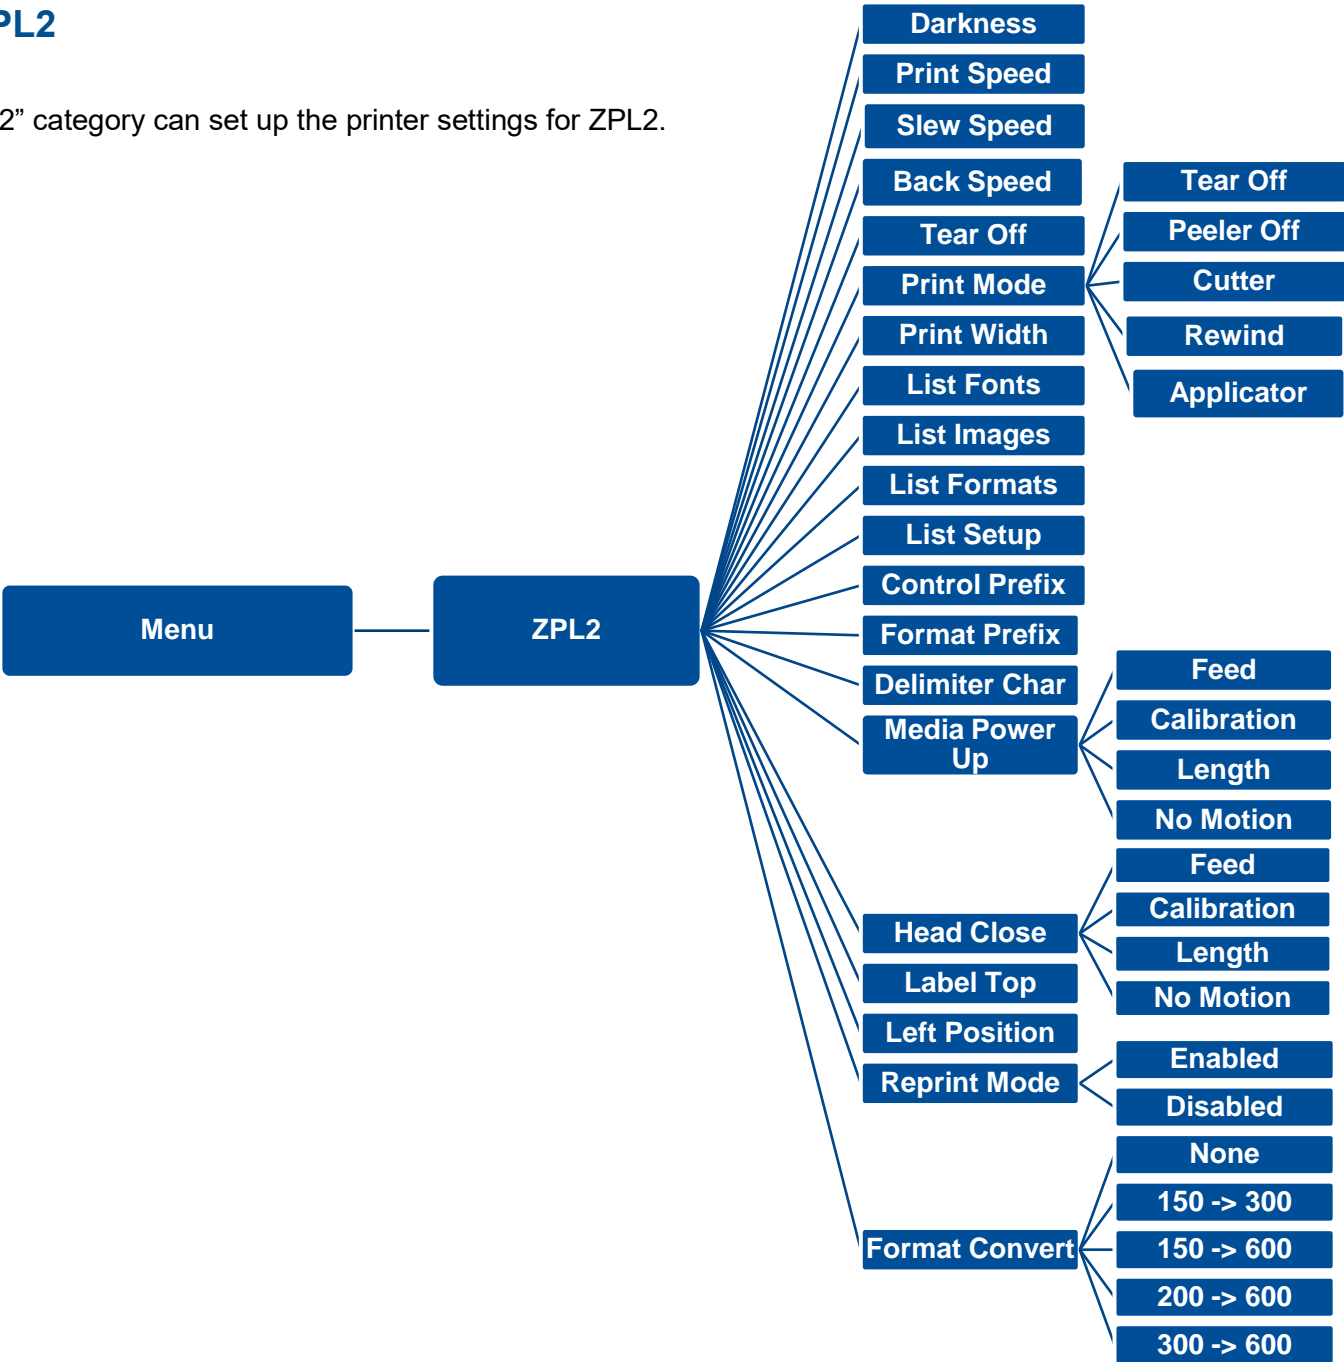 PL2
2” category can set up the printer settings for ZPL2.
Menu
ZPL2
Darkness
Print Speed
Slew Speed
Back Speed
Tear Off
Print Mode
Tear Off
Peeler Off
Cutter
Rewind
Applicator
Print Width
List Fonts
List Images
List Formats
List Setup
Control Prefix
Format Prefix
Delimiter Char
Media Power
Up
Feed
Calibration
Length
No Motion
Head Close
Feed
Calibration
Length
No Motion
Label Top
Left Position
Reprint Mode
Enabled
Disabled
Format Convert
None
150 -> 300
150 -> 600
200 -> 600
300 -> 600